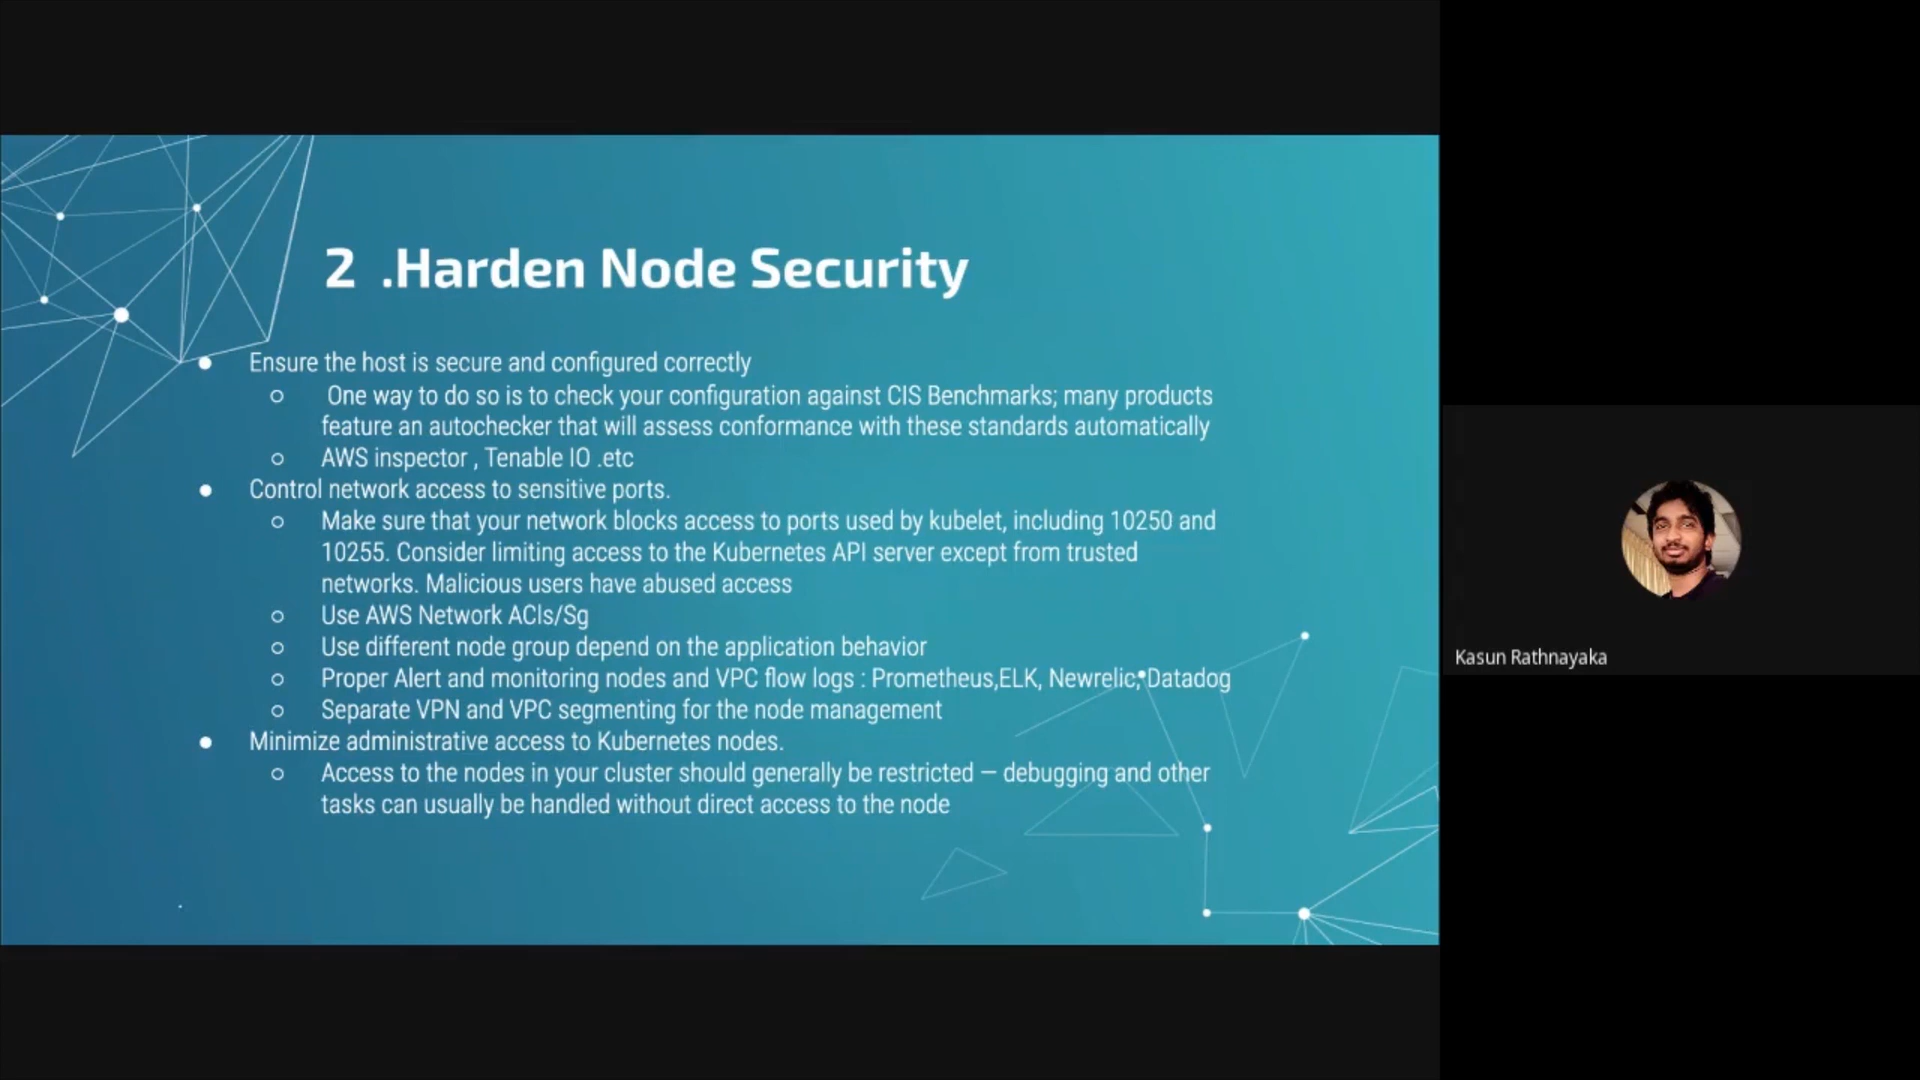 2 .Harden Node Security
● Ensure the host is secure and configured correctly
○ One way to do so is to check your configuration against CIS Benchmarks; many products
feature an autochecker that will assess conformance with these standards automatically
○ AWS inspector , Tenable IO .etc
● Control network access to sensitive ports.
○ Make sure that your network blocks access to ports used by kubelet, including 10250 and
10255. Consider limiting access to the Kubernetes API server except from trusted
networks. Malicious users have abused access
○ Use AWS Network ACls/Sg
○ Use different node group depend on the application behavior
○ Proper Alert and monitoring nodes and VPC flow logs : Prometheus,ELK, Newrelic, Datadog
○ Separate VPN and VPC segmenting for the node management
● Minimize administrative access to Kubernetes nodes.
○ Access to the nodes in your cluster should generally be restricted — debugging and other
tasks can usually be handled without direct access to the node
.
Kasun Rathnayaka